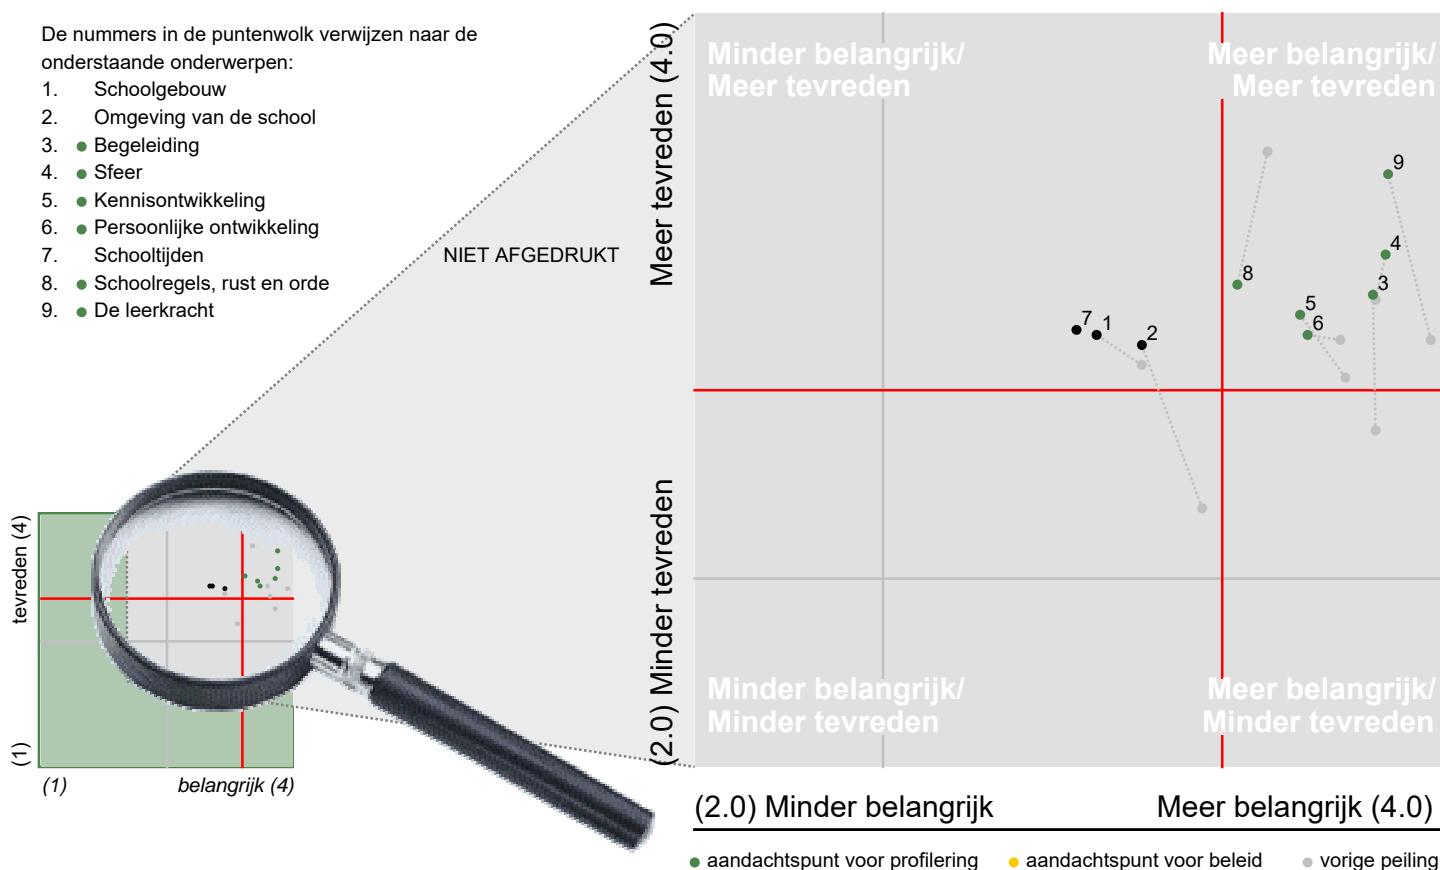 De nummers in de puntenwolk verwijzen naar de
onderstaande onderwerpen:
1. Schoolgebouw
2. Omgeving van de school
3. Begeleiding
4. Sfeer
5. Kennisontwikkeling
6. Persoonlijke ontwikkeling
7. Schooltijden
8. Schoolregels, rust en orde
9. De leerkracht
NIET AFGEDRUKT
Meer tevreden (4.0)
(2.0) Minder tevreden
Minder belangrijk/
Meer tevreden
Meer belangrijk/
Meer tevreden
9
4
8
3
5
6
7
1
2
Minder belangrijk/
Minder tevreden
Meer belangrijk/
Minder tevreden
tevreden (4)
(1)
(1)
belangrijk (4)
(2.0) Minder belangrijk
Meer belangrijk (4.0)
aandachtspunt voor profilering
aandachtspunt voor beleid
vorige peiling